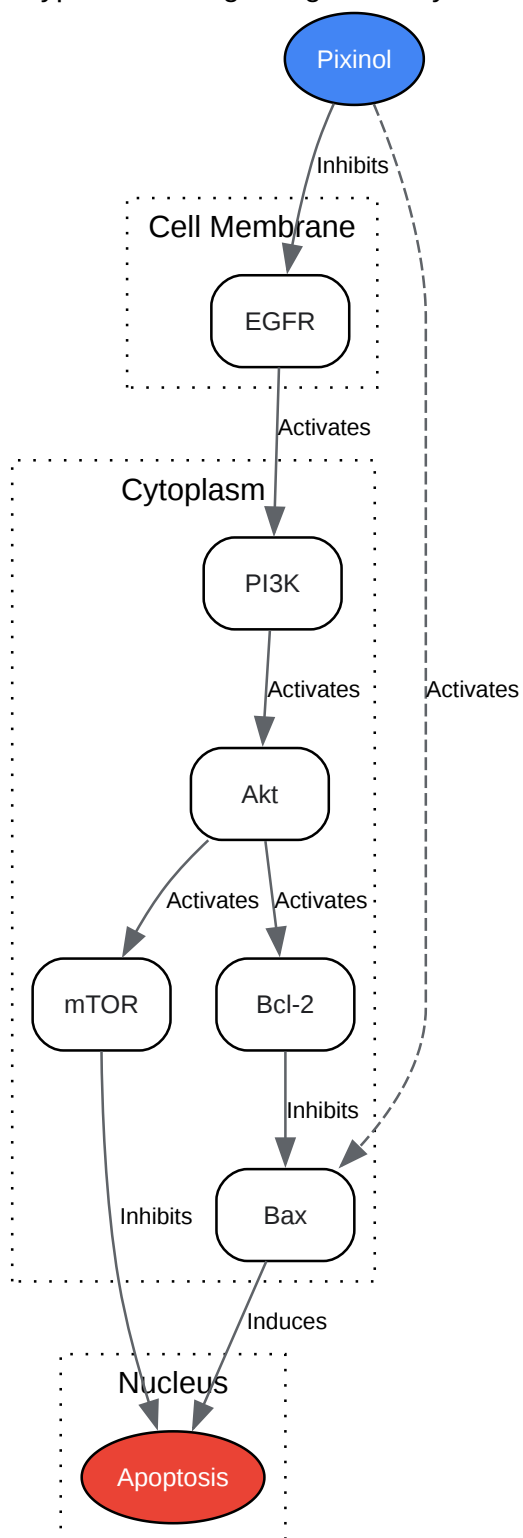 Pixinol
Inhibits
Cell Membrane
EGFR
Activates
Cytoplasm
PI3K
Activates
Activates
Akt
Activates
Activates
mTOR
Bcl-2
Inhibits
Inhibits
Bax
Induces
Nucleus
Apoptosis